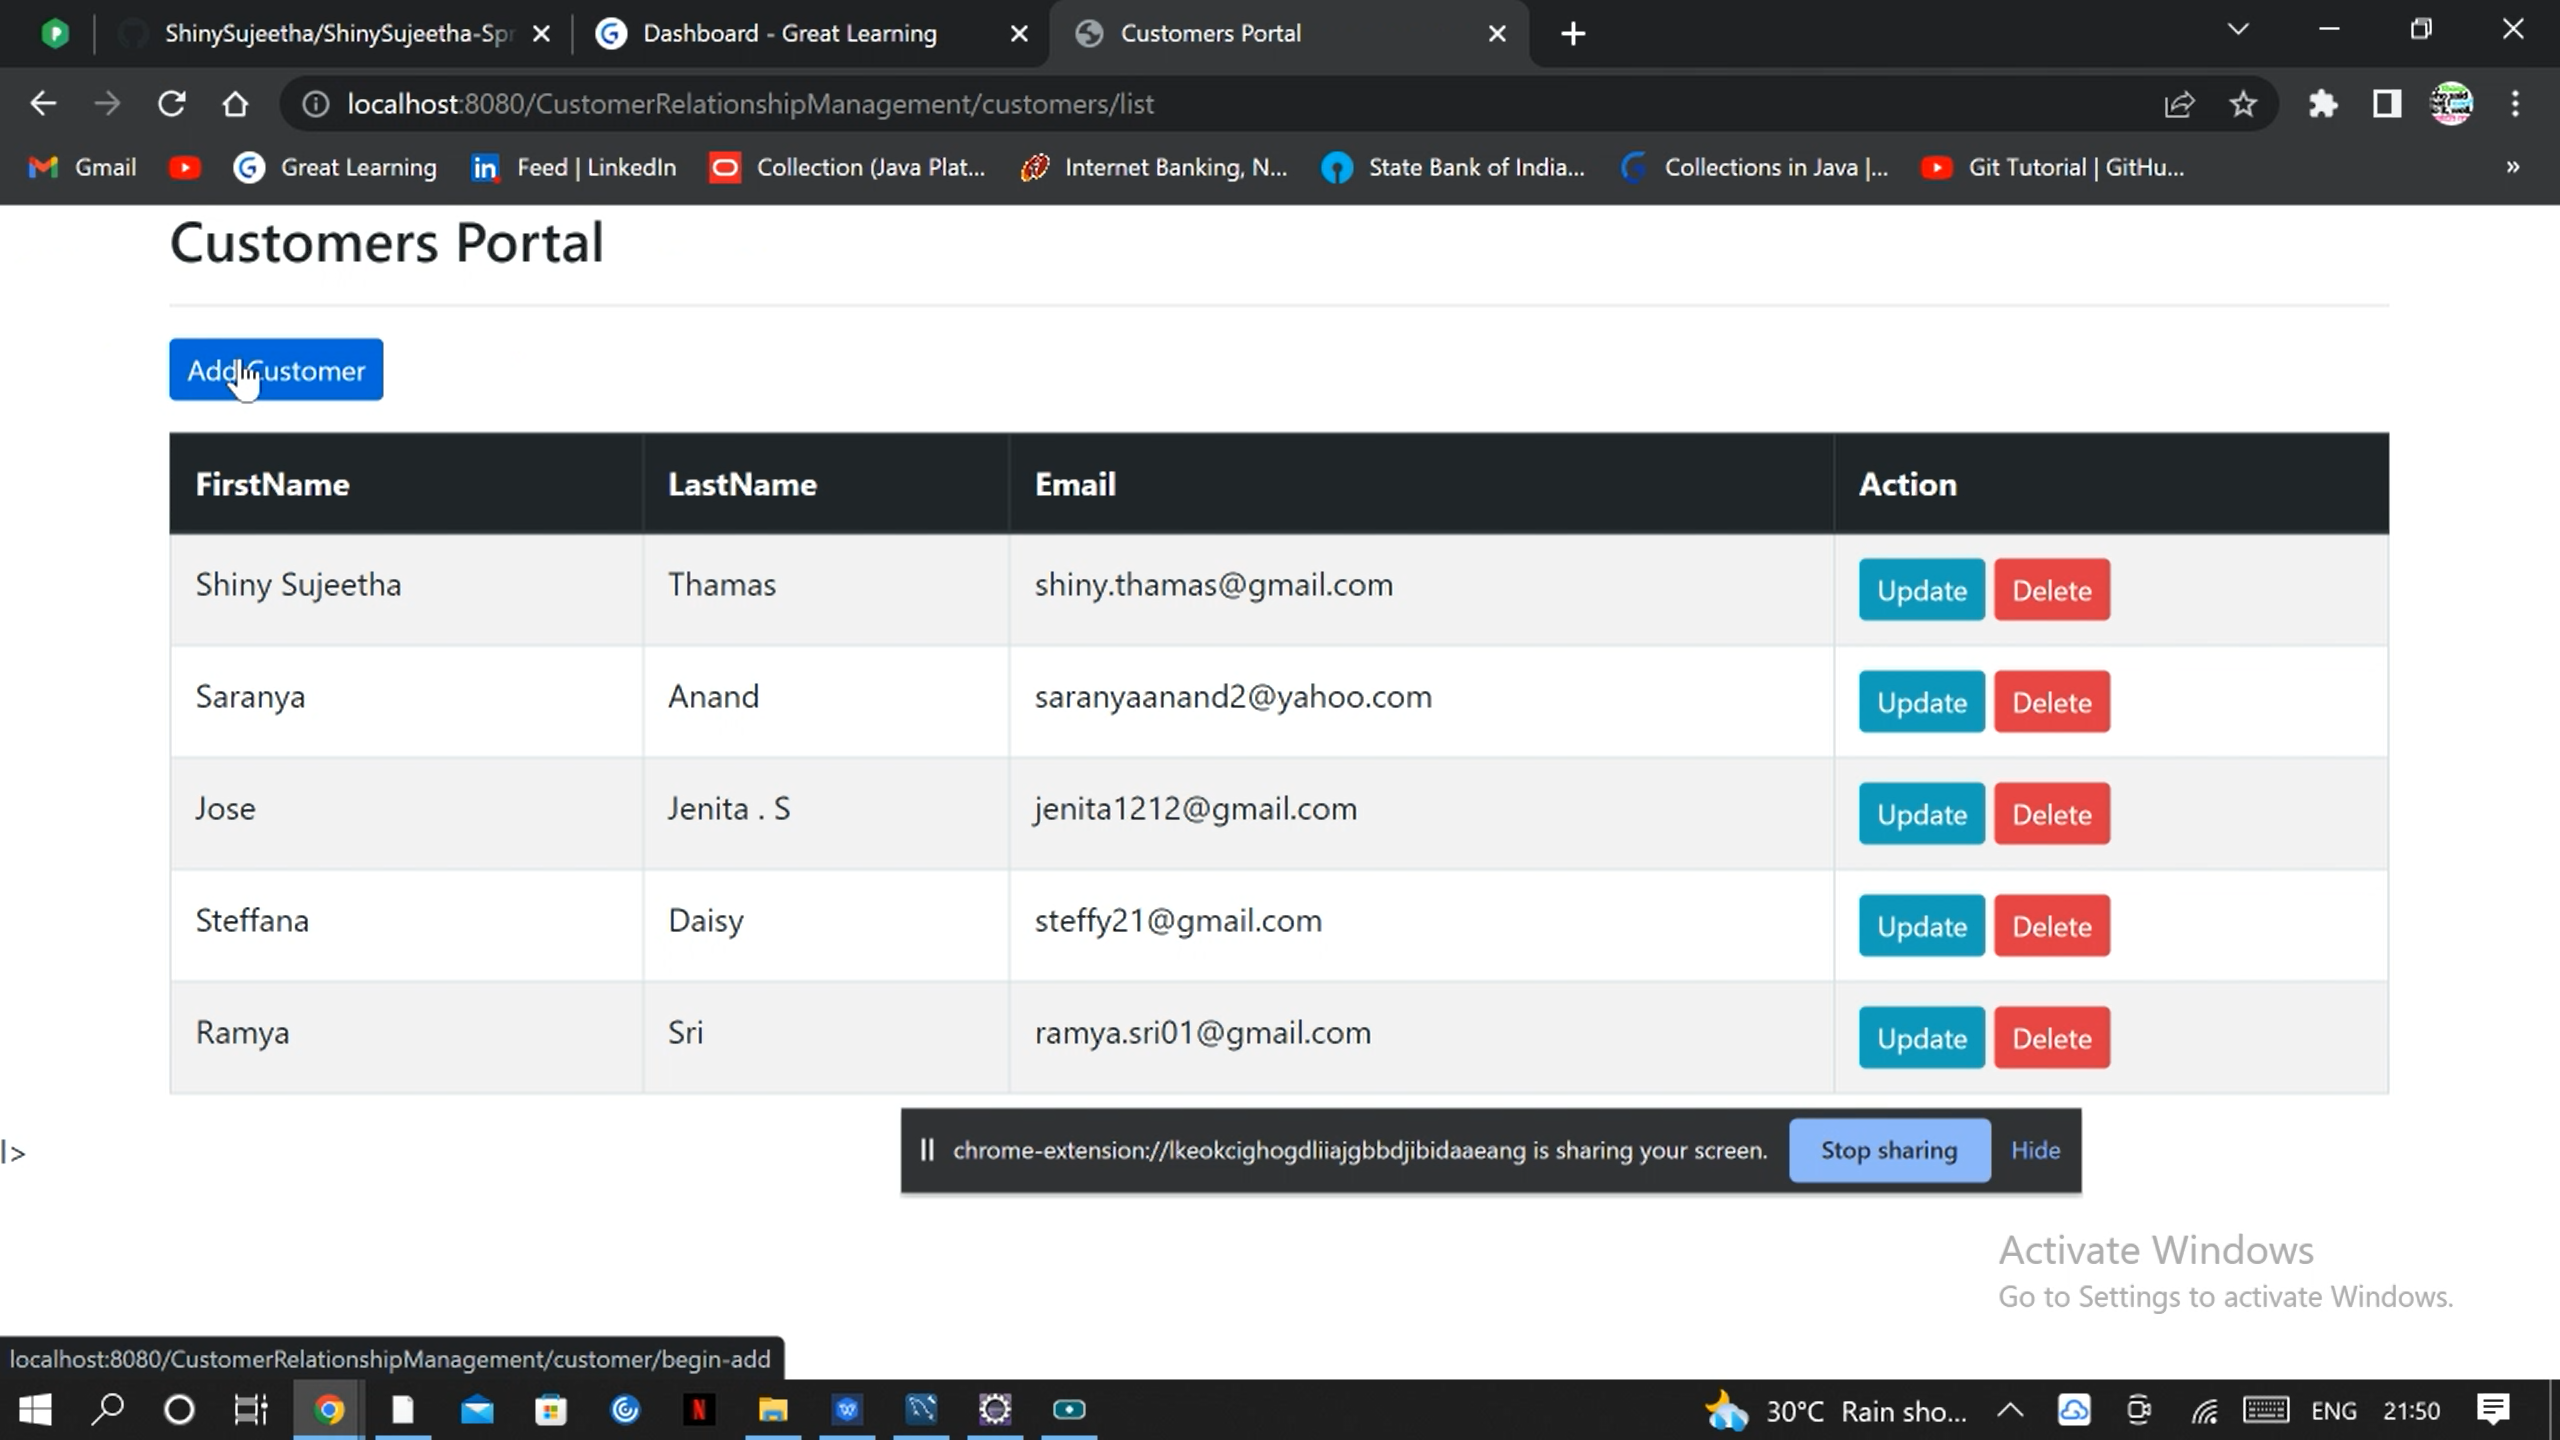 ShinySujeetha/ShinySujeetha-Spr
Dashboard - Great Learning
Customers Portal
localhost:8080/CustomerRelationshipManagement/customers/list
Gmail
Great Learning
Feed | LinkedIn
Collection (Java Plat...
Internet Banking, N...
State Bank of India...
Collections in Java |...
Git Tutorial | GitHu...
»
Customers Portal
Add Customer
FirstName LastName Email Action
Shiny Sujeetha Thamas shiny.thamas@gmail.com Update Delete
Saranya Anand saranyaanand2@yahoo.com Update Delete
Jose Jenita . S jenita1212@gmail.com Update Delete
Steffana Daisy steffy21@gmail.com Update Delete
Ramya Sri ramya.sri01@gmail.com Update Delete
l>
chrome-extension://lkeokcighogdliiajgbbdjibidaaeang is sharing your screen. Stop sharing Hide
Activate Windows
Go to Settings to activate Windows.
localhost:8080/CustomerRelationshipManagement/customer/begin-add
30°C Rain sho... ENG 21:50